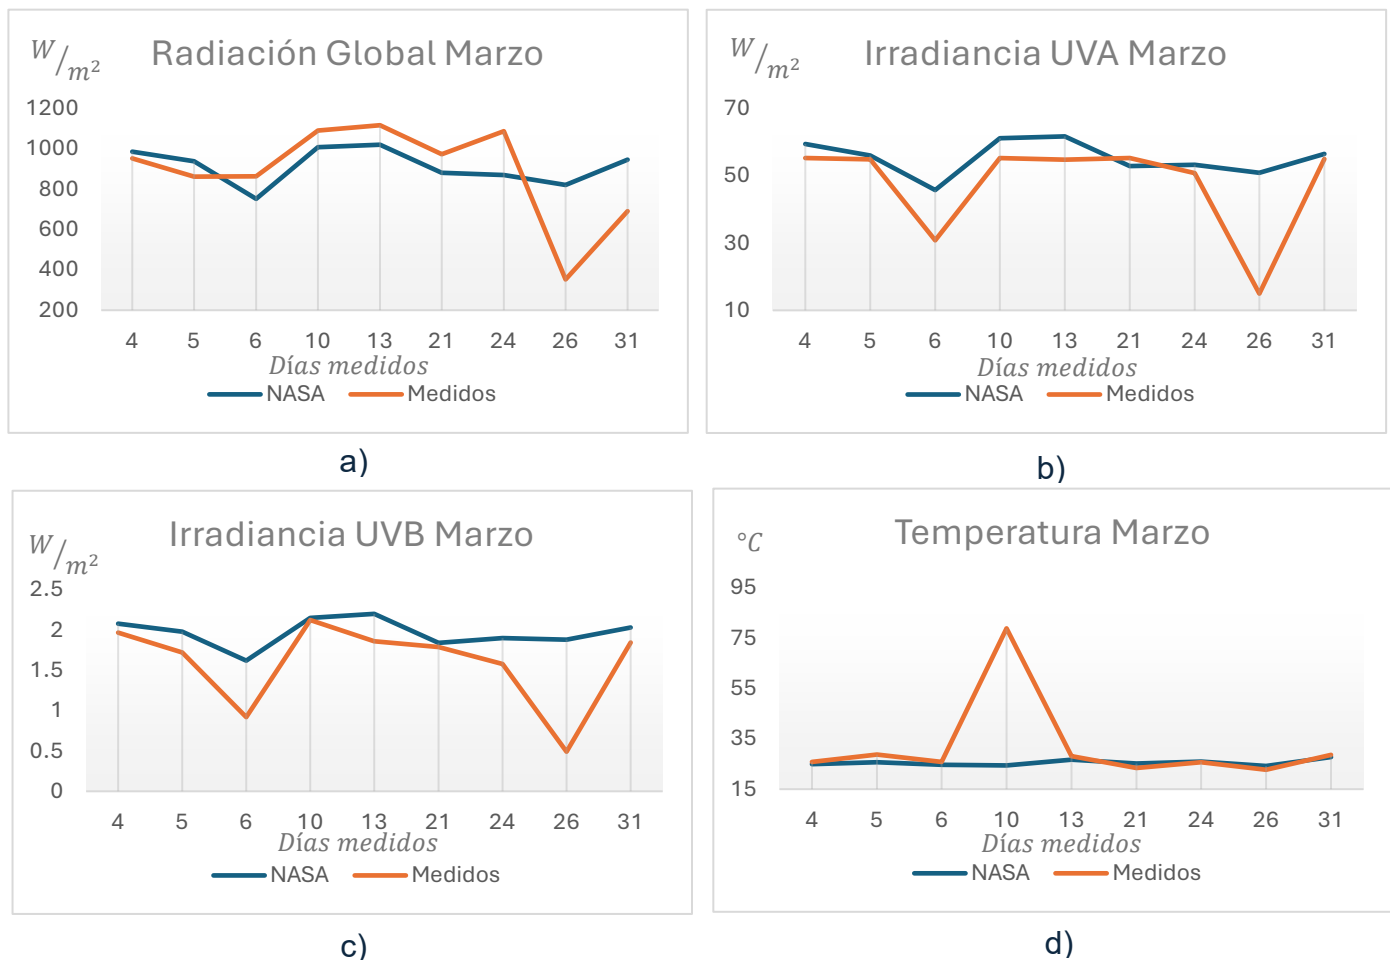 W/m²
Radiación Global Marzo
1200
1000
800
600
400
200
4 5 6 10 13 21 24 26 31
Días medidos
NASA Medidos
a)
W/m²
Irradiancia UVA Marzo
70
50
30
10
4 5 6 10 13 21 24 26 31
Días medidos
NASA Medidos
b)
W/m²
Irradiancia UVB Marzo
2.5
2
1.5
1
0.5
0
4 5 6 10 13 21 24 26 31
Días medidos
NASA Medidos
c)
°C
Temperatura Marzo
95
75
55
35
15
4 5 6 10 13 21 24 26 31
Días medidos
NASA Medidos
d)